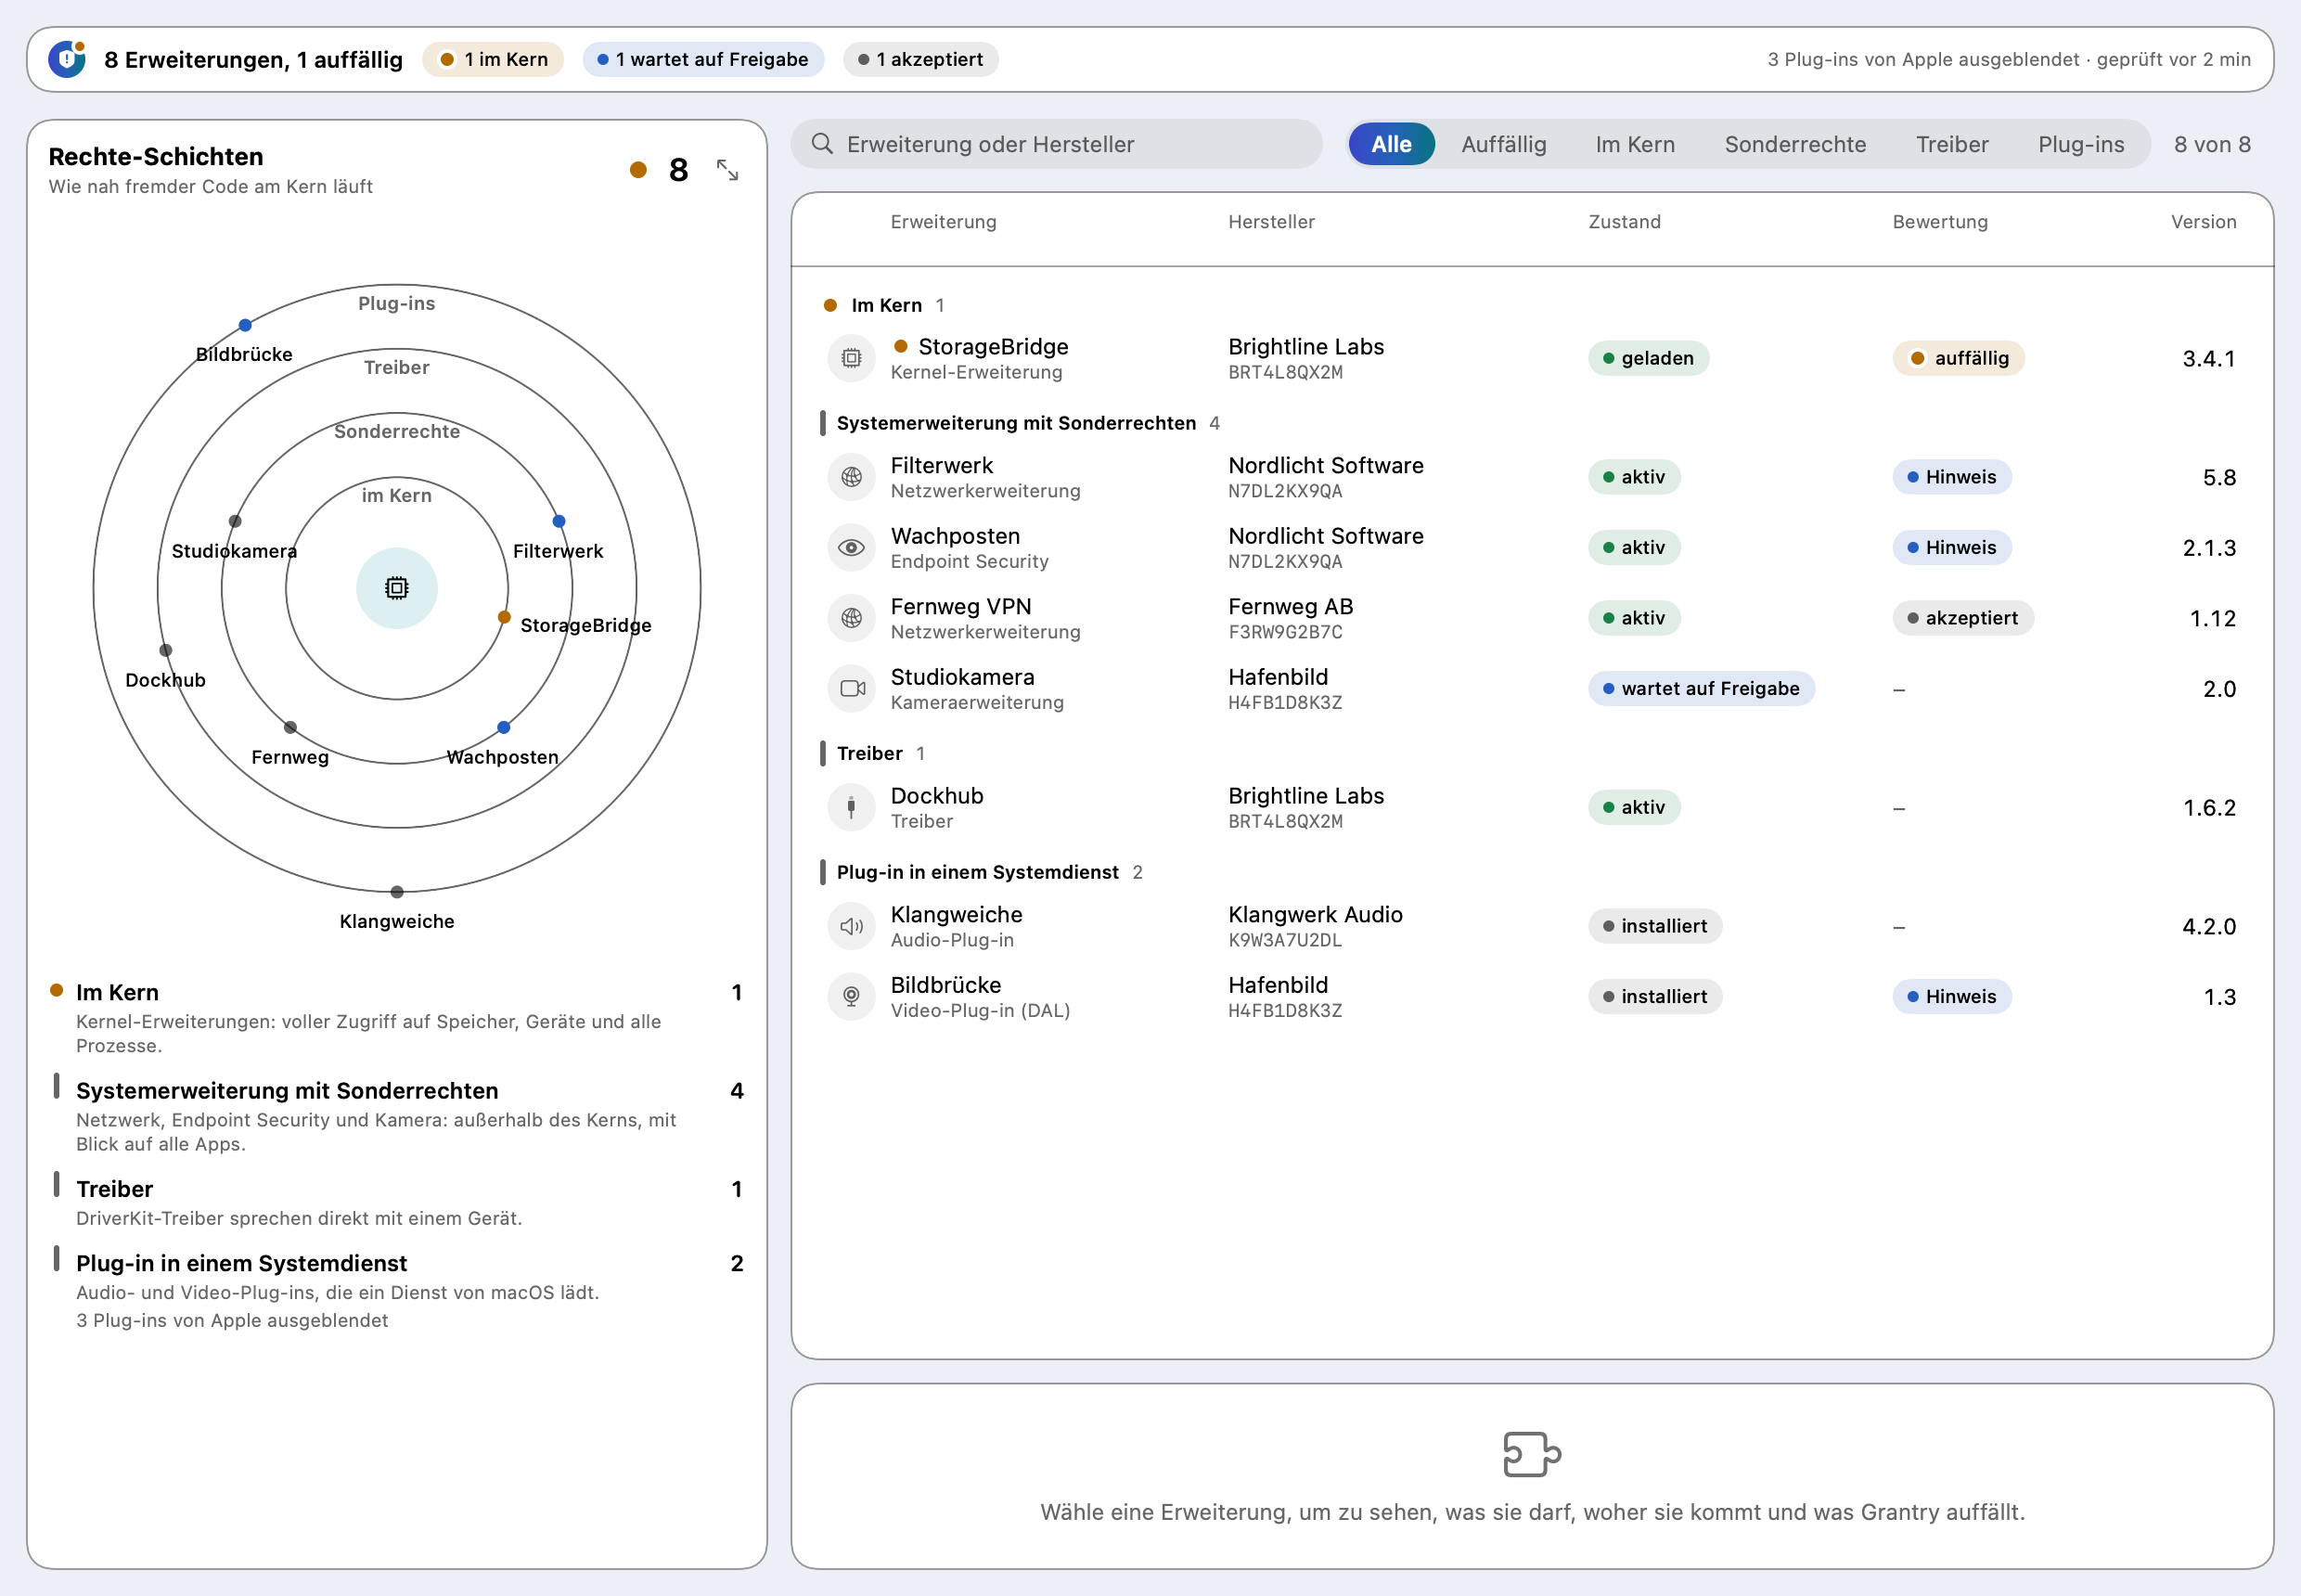 8 Erweiterungen, 1 auffällig
1 im Kern
1 wartet auf Freigabe
1 akzeptiert
3 Plug-ins von Apple ausgeblendet · geprüft vor 2 min
Rechte-Schichten
Wie nah fremder Code am Kern läuft
8
Plug-ins
Bildbrücke
Treiber
Sonderrechte
im Kern
Studiokamera
Filterwerk
StorageBridge
Dockhub
Fernweg
Wachposten
Klangweiche
Im Kern 1
Kernel-Erweiterungen: voller Zugriff auf Speicher, Geräte und alle
Prozesse.
Systemerweiterung mit Sonderrechten 4
Netzwerk, Endpoint Security und Kamera: außerhalb des Kerns, mit
Blick auf alle Apps.
Treiber 1
DriverKit-Treiber sprechen direkt mit einem Gerät.
Plug-in in einem Systemdienst 2
Audio- und Video-Plug-ins, die ein Dienst von macOS lädt.
3 Plug-ins von Apple ausgeblendet
Erweiterung oder Hersteller
Alle Auffällig Im Kern Sonderrechte Treiber Plug-ins 8 von 8
Erweiterung Hersteller Zustand Bewertung Version
Im Kern 1
StorageBridge Brightline Labs geladen auffällig 3.4.1
Kernel-Erweiterung BRT4L8QX2M
Systemerweiterung mit Sonderrechten 4
Filterwerk Nordlicht Software aktiv Hinweis 5.8
Netzwerkerweiterung N7DL2KX9QA
Wachposten Nordlicht Software aktiv Hinweis 2.1.3
Endpoint Security N7DL2KX9QA
Fernweg VPN Fernweg AB aktiv akzeptiert 1.12
Netzwerkerweiterung F3RW9G2B7C
Studiokamera Hafenbild wartet auf Freigabe – 2.0
Kameraerweiterung H4FB1D8K3Z
Treiber 1
Dockhub Brightline Labs aktiv – 1.6.2
Treiber BRT4L8QX2M
Plug-in in einem Systemdienst 2
Klangweiche Klangwerk Audio installiert – 4.2.0
Audio-Plug-in K9W3A7U2DL
Bildbrücke Hafenbild installiert Hinweis 1.3
Video-Plug-in (DAL) H4FB1D8K3Z
Wähle eine Erweiterung, um zu sehen, was sie darf, woher sie kommt und was Grantry auffällt.